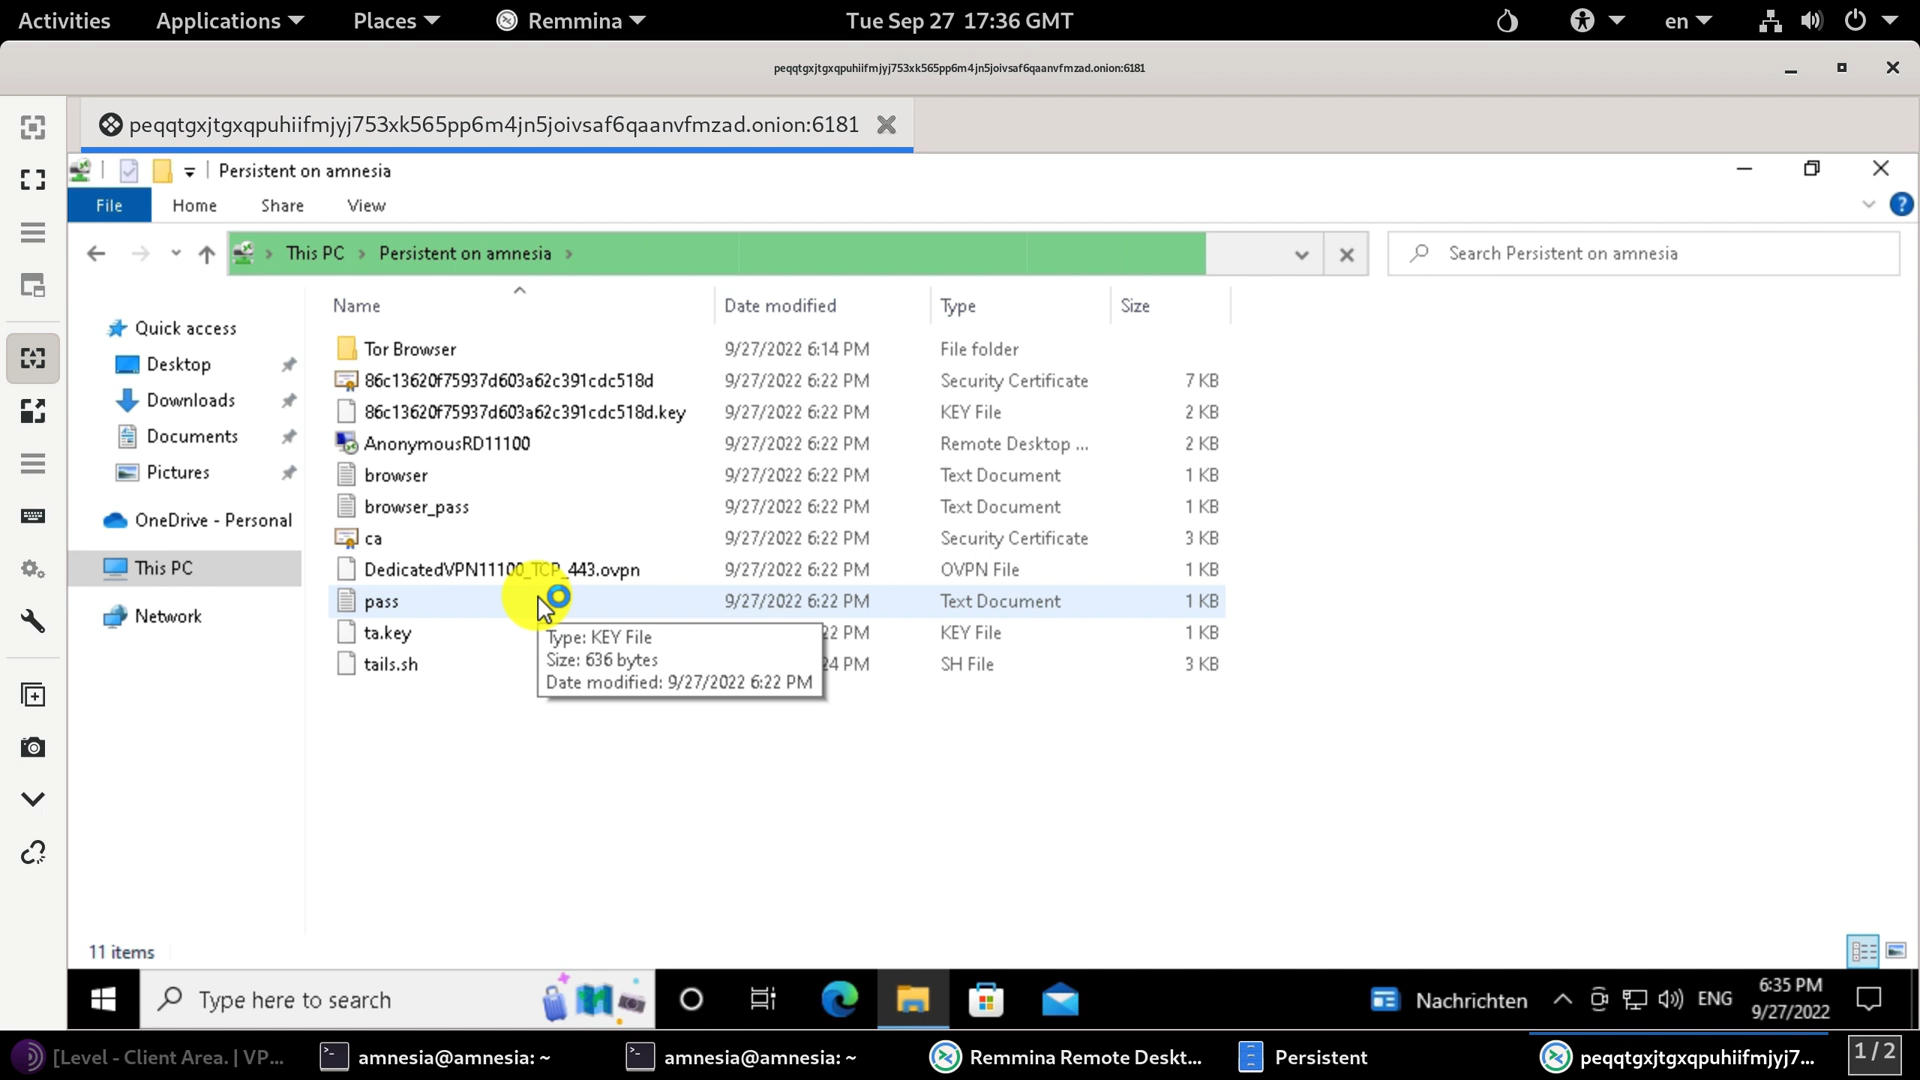 Activities Applications Places Remmina Tue Sep 27 17:36 GMT en
peqqtgxjtgxqpuhiifmjyj753xk565pp6m4jn5joivsaf6qaanvfmzad.onion:6181
peqqtgxjtgxqpuhiifmjyj753xk565pp6m4jn5joivsaf6qaanvfmzad.onion:6181
Persistent on amnesia
File Home Share View
This PC Persistent on amnesia Search Persistent on amnesia
Name Date modified Type Size
Quick access
Desktop
Downloads
Documents
Pictures
OneDrive - Personal
This PC
Network
Tor Browser 9/27/2022 6:14 PM File folder
86c13620f75937d603a62c391cdc518d 9/27/2022 6:22 PM Security Certificate 7 KB
86c13620f75937d603a62c391cdc518d.key 9/27/2022 6:22 PM KEY File 2 KB
AnonymousRD11100 9/27/2022 6:22 PM Remote Desktop ... 2 KB
browser 9/27/2022 6:22 PM Text Document 1 KB
browser_pass 9/27/2022 6:22 PM Text Document 1 KB
ca 9/27/2022 6:22 PM Security Certificate 3 KB
DedicatedVPN11100_TCP_443.ovpn 9/27/2022 6:22 PM OVPN File 1 KB
pass 9/27/2022 6:22 PM Text Document 1 KB
ta.key 22 PM KEY File 1 KB
tails.sh 24 PM SH File 3 KB
Type: KEY File
Size: 636 bytes
Date modified: 9/27/2022 6:22 PM
11 items
Type here to search Nachrichten ENG 6:35 PM
9/27/2022
[Level - Client Area. | VP... amnesia@amnesia: ~ amnesia@amnesia: ~ Remmina Remote Deskt... Persistent peqqtgxjtgxqpuhiifmjyj7... 1 / 2